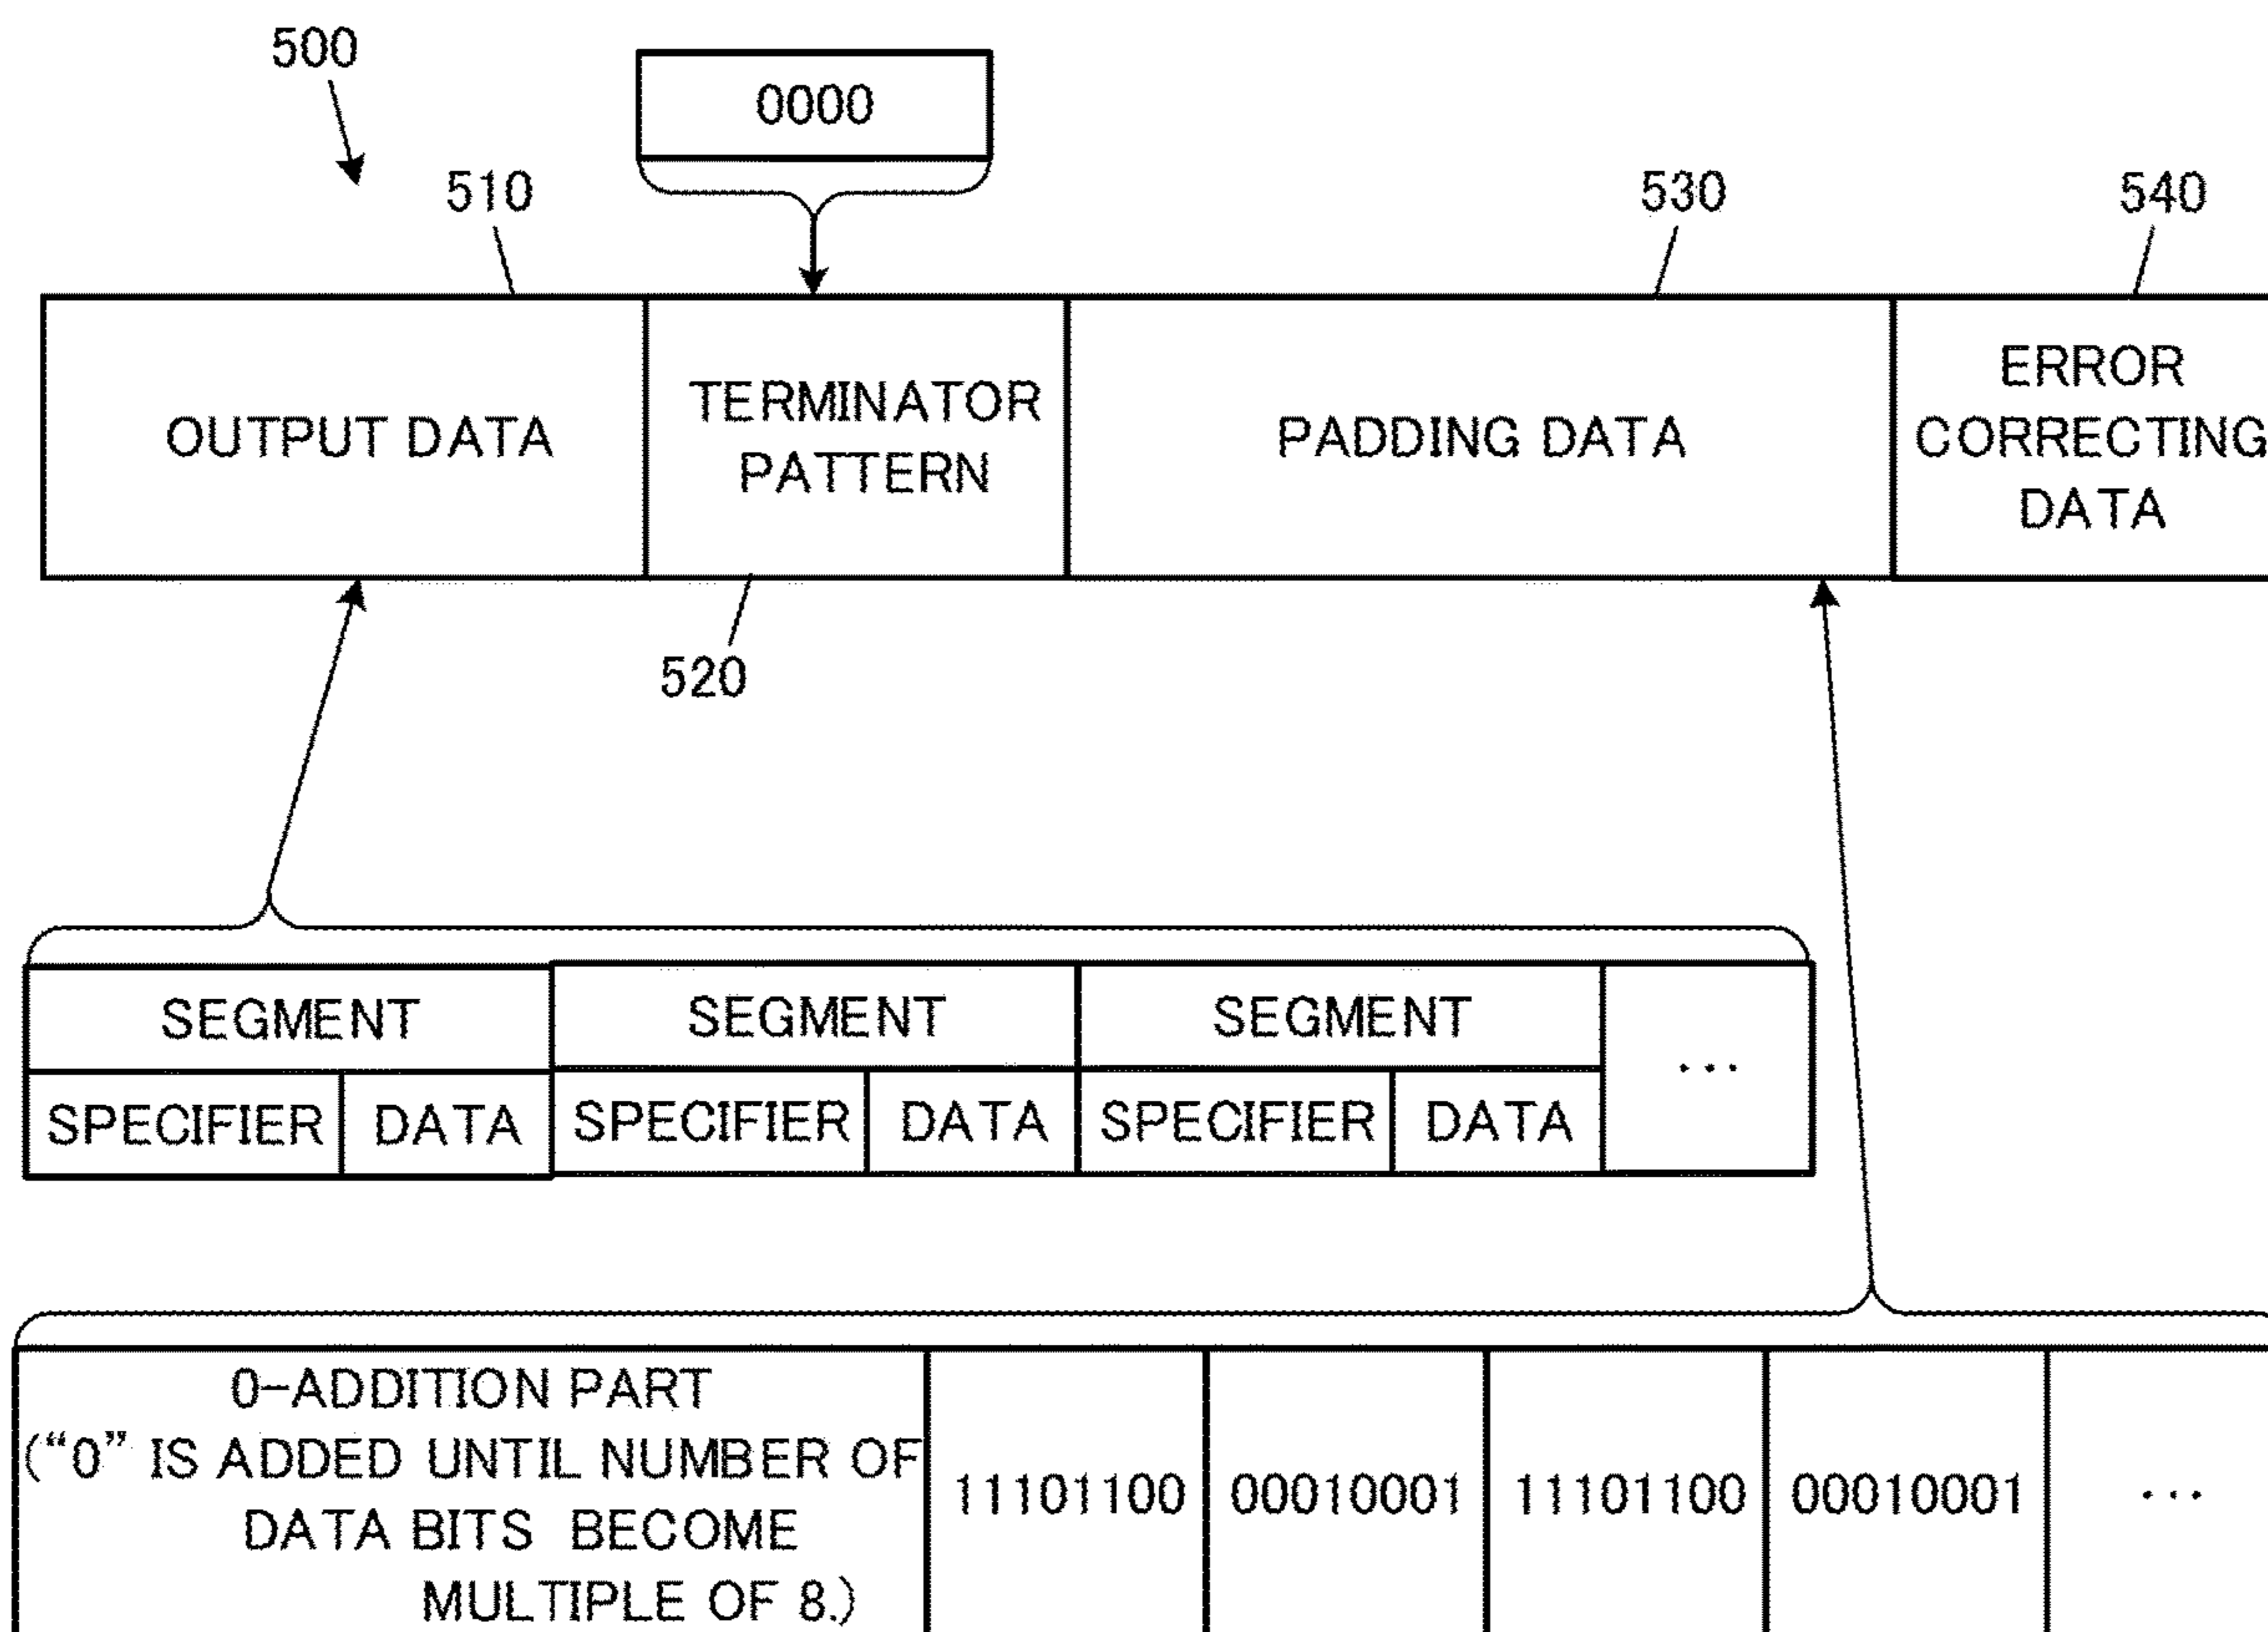 500
0000
510
530
540
OUTPUT DATA
TERMINATOR
PATTERN
PADDING DATA
ERROR
CORRECTING
DATA
520
SEGMENT SEGMENT SEGMENT
...
SPECIFIER DATA SPECIFIER DATA SPECIFIER DATA
0-ADDITION PART
(“0” IS ADDED UNTIL NUMBER OF
DATA BITS BECOME
MULTIPLE OF 8.)
11101100 00010001 11101100 00010001 ...